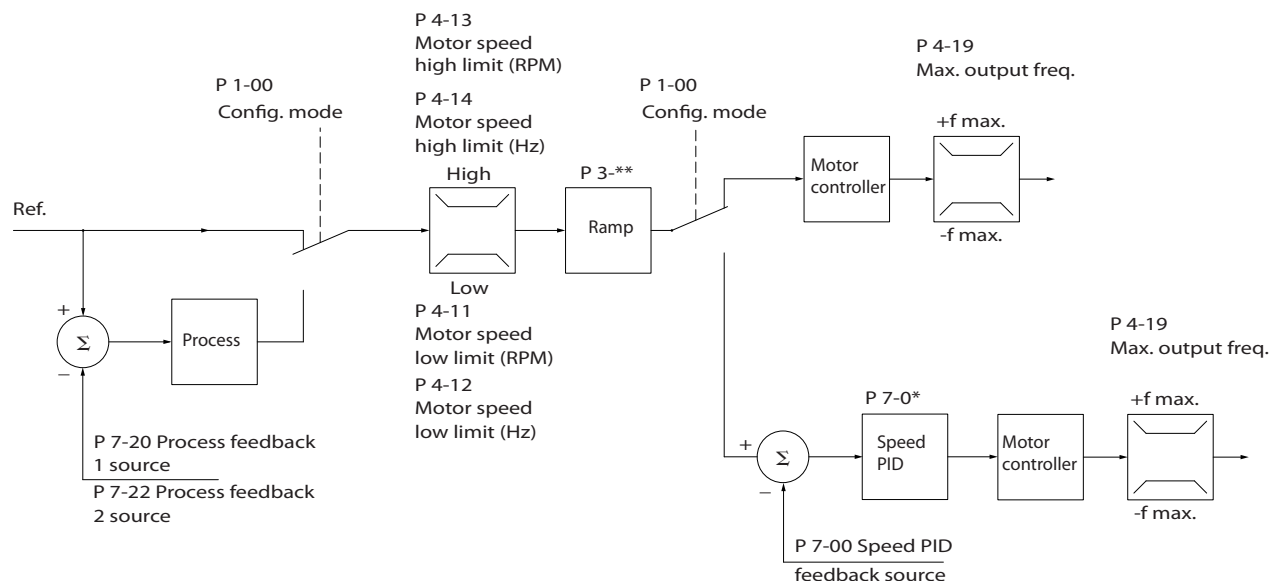 P 4-13
Motor speed
high limit (RPM)
P 4-14
Motor speed
high limit (Hz)
High
P 1-00
Config. mode
P 3-**
Ramp
P 1-00
Config. mode
P 4-19
Max. output freq.
+f max.
Motor
controller
-f max.
Ref.
+
Σ
−
Process
Low
P 4-11
Motor speed
low limit (RPM)
P 4-12
Motor speed
low limit (Hz)
P 7-20 Process feedback
1 source
P 7-22 Process feedback
2 source
P 4-19
Max. output freq.
+f max.
P 7-0*
+
Σ
−
Speed
PID
Motor
controller
-f max.
P 7-00 Speed PID
feedback source